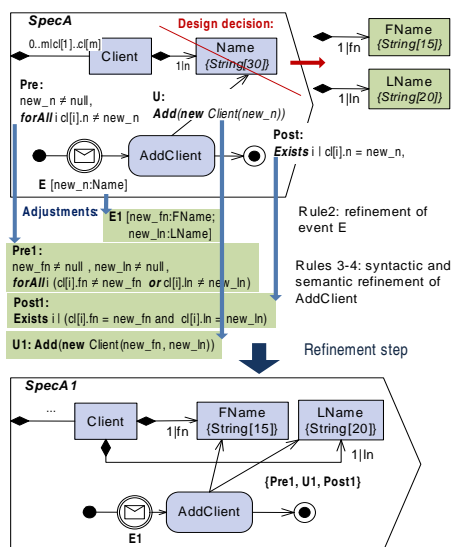 SpecA
Design decision:
0..m|cl[1]..cl[m]
Client
Name
{String[30]}
1|n
1|fn
FName
{String[15]}
1|ln
LName
{String[20]}
Pre:
new_n ≠ null,
forAll i cl[i].n ≠ new_n
U:
Add(new Client(new_n))
Post:
Exists i | cl[i].n = new_n,
AddClient
E [new_n:Name]
Adjustments:
E1 [new_fn:FName;
new_ln:LName]
Rule2: refinement of
event E
Pre1:
new_fn ≠ null , new_ln ≠ null,
forAll i (cl[i].fn ≠ new_fn or cl[i].ln ≠ new_ln)
Rules 3-4: syntactic and
semantic refinement of
AddClient
Post1:
Exists i | (cl[i].fn = new_fn and cl[i].ln = new_ln)
U1: Add(new Client(new_fn, new_ln))
Refinement step
SpecA1
...
Client
1|fn
FName
{String[15]}
LName
{String[20]}
1|ln
{Pre1, U1, Post1}
AddClient
E1